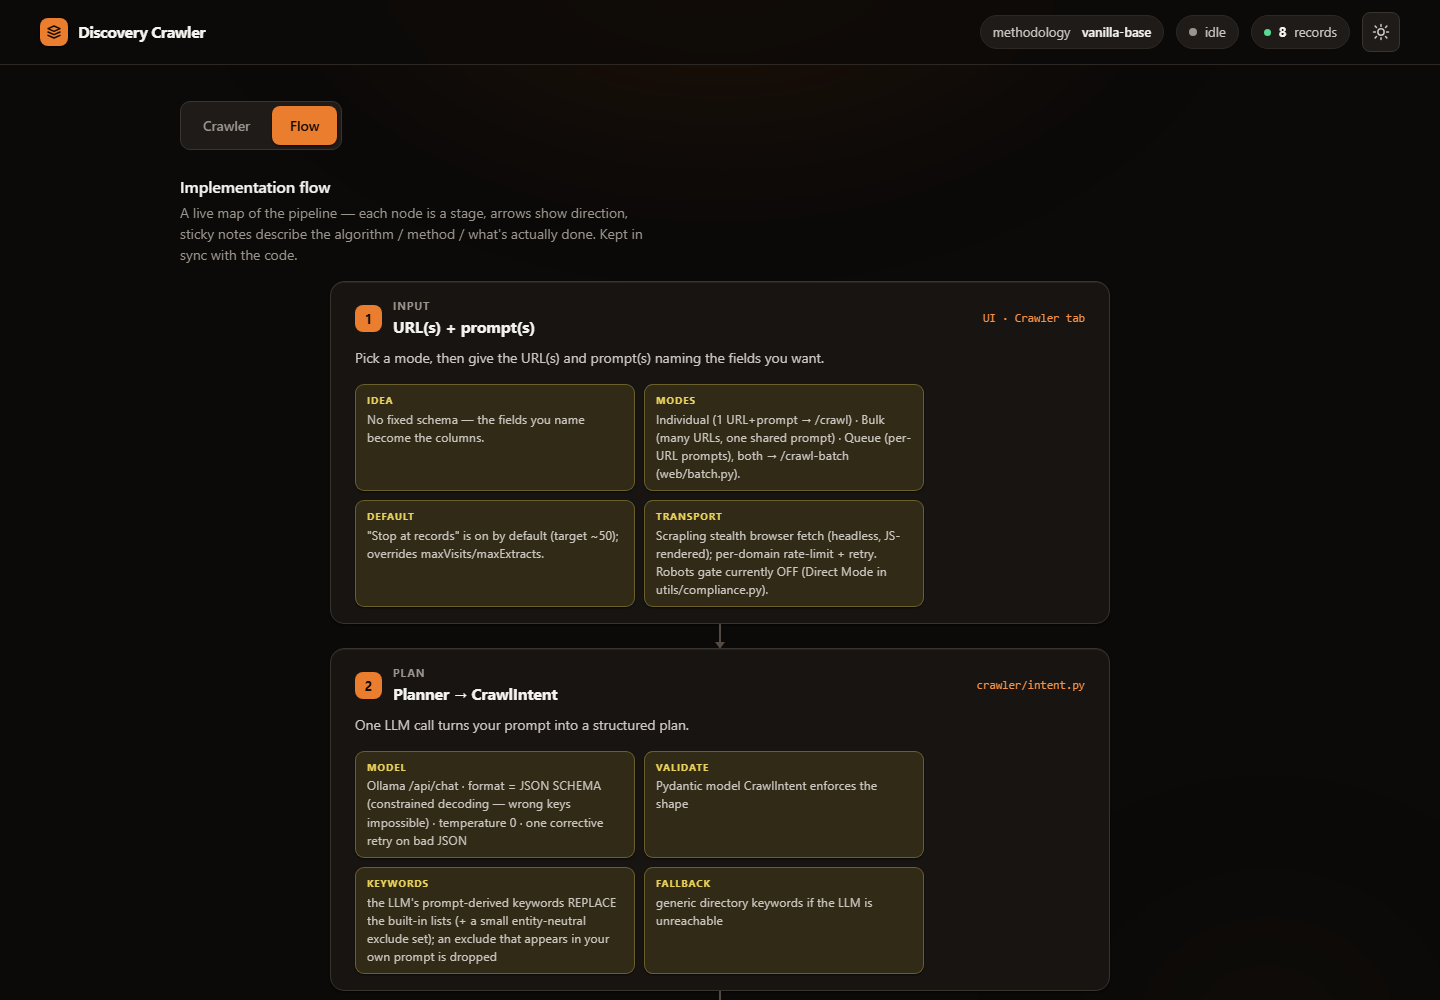 Discovery Crawler
methodology vanilla-base
idle
8 records
Crawler
Flow
Implementation flow
A live map of the pipeline — each node is a stage, arrows show direction,
sticky notes describe the algorithm / method / what's actually done. Kept in
sync with the code.
1
INPUT
URL(s) + prompt(s)
UI · Crawler tab
Pick a mode, then give the URL(s) and prompt(s) naming the fields you want.
IDEA
No fixed schema — the fields you name
become the columns.
MODES
Individual (1 URL+prompt → /crawl) · Bulk
(many URLs, one shared prompt) · Queue (per-
URL prompts), both → /crawl-batch
(web/batch.py).
DEFAULT
"Stop at records" is on by default (target ~50);
overrides maxVisits/maxExtracts.
TRANSPORT
Scrapling stealth browser fetch (headless, JS-
rendered); per-domain rate-limit + retry.
Robots gate currently OFF (Direct Mode in
utils/compliance.py).
2
PLAN
Planner → CrawlIntent
crawler/intent.py
One LLM call turns your prompt into a structured plan.
MODEL
Ollama /api/chat · format = JSON SCHEMA
(constrained decoding — wrong keys
impossible) · temperature 0 · one corrective
retry on bad JSON
VALIDATE
Pydantic model CrawlIntent enforces the
shape
KEYWORDS
the LLM's prompt-derived keywords REPLACE
the built-in lists (+ a small entity-neutral
exclude set); an exclude that appears in your
own prompt is dropped
FALLBACK
generic directory keywords if the LLM is
unreachable